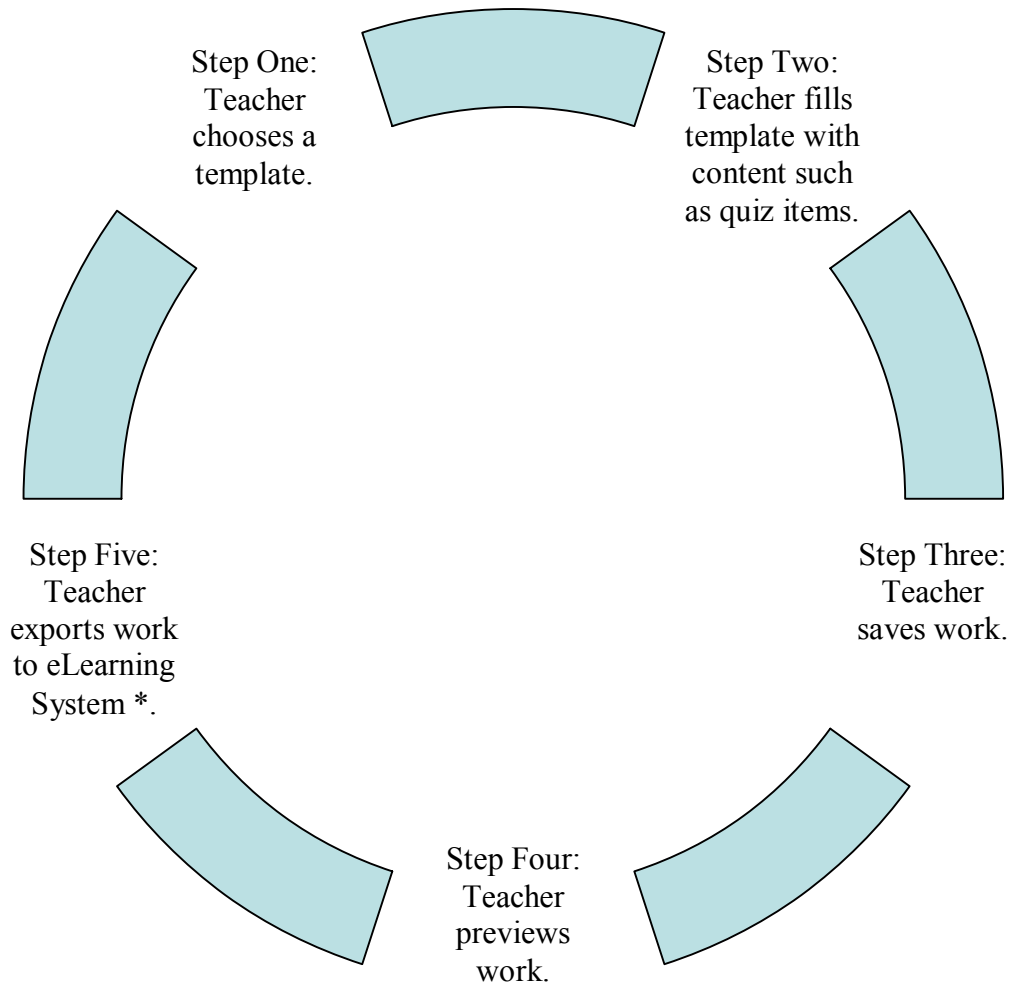 Step One:
Teacher
chooses a
template.
Step Two:
Teacher fills
template with
content such
as quiz items.
Step Three:
Teacher
saves work.
Step Four:
Teacher
previews
work.
Step Five:
Teacher
exports work
to eLearning
System *.